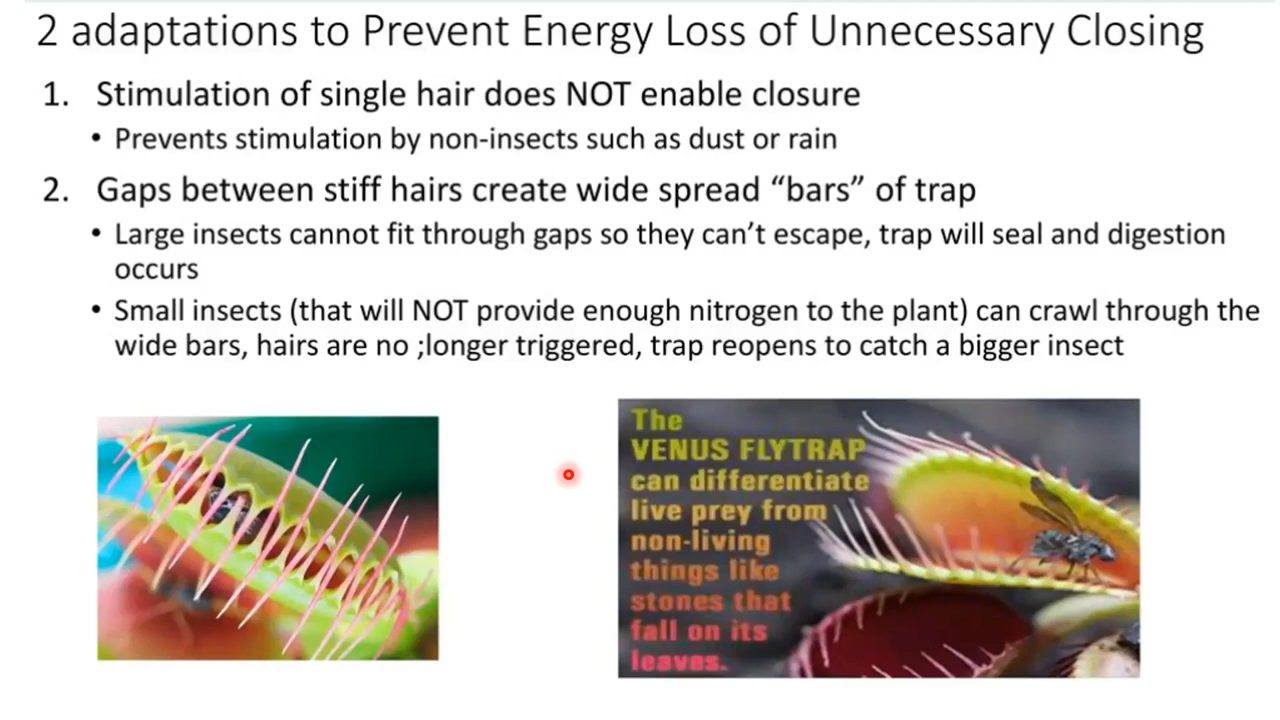 2 adaptations to Prevent Energy Loss of Unnecessary Closing
1. Stimulation of single hair does NOT enable closure
• Prevents stimulation by non-insects such as dust or rain
2. Gaps between stiff hairs create wide spread “bars” of trap
• Large insects cannot fit through gaps so they can’t escape, trap will seal and digestion
occurs
• Small insects (that will NOT provide enough nitrogen to the plant) can crawl through the
wide bars, hairs are no ;longer triggered, trap reopens to catch a bigger insect
The
VENUS FLYTRAP
can differentiate
live prey from
non-living
things like
stones that
fall on its
leaves.